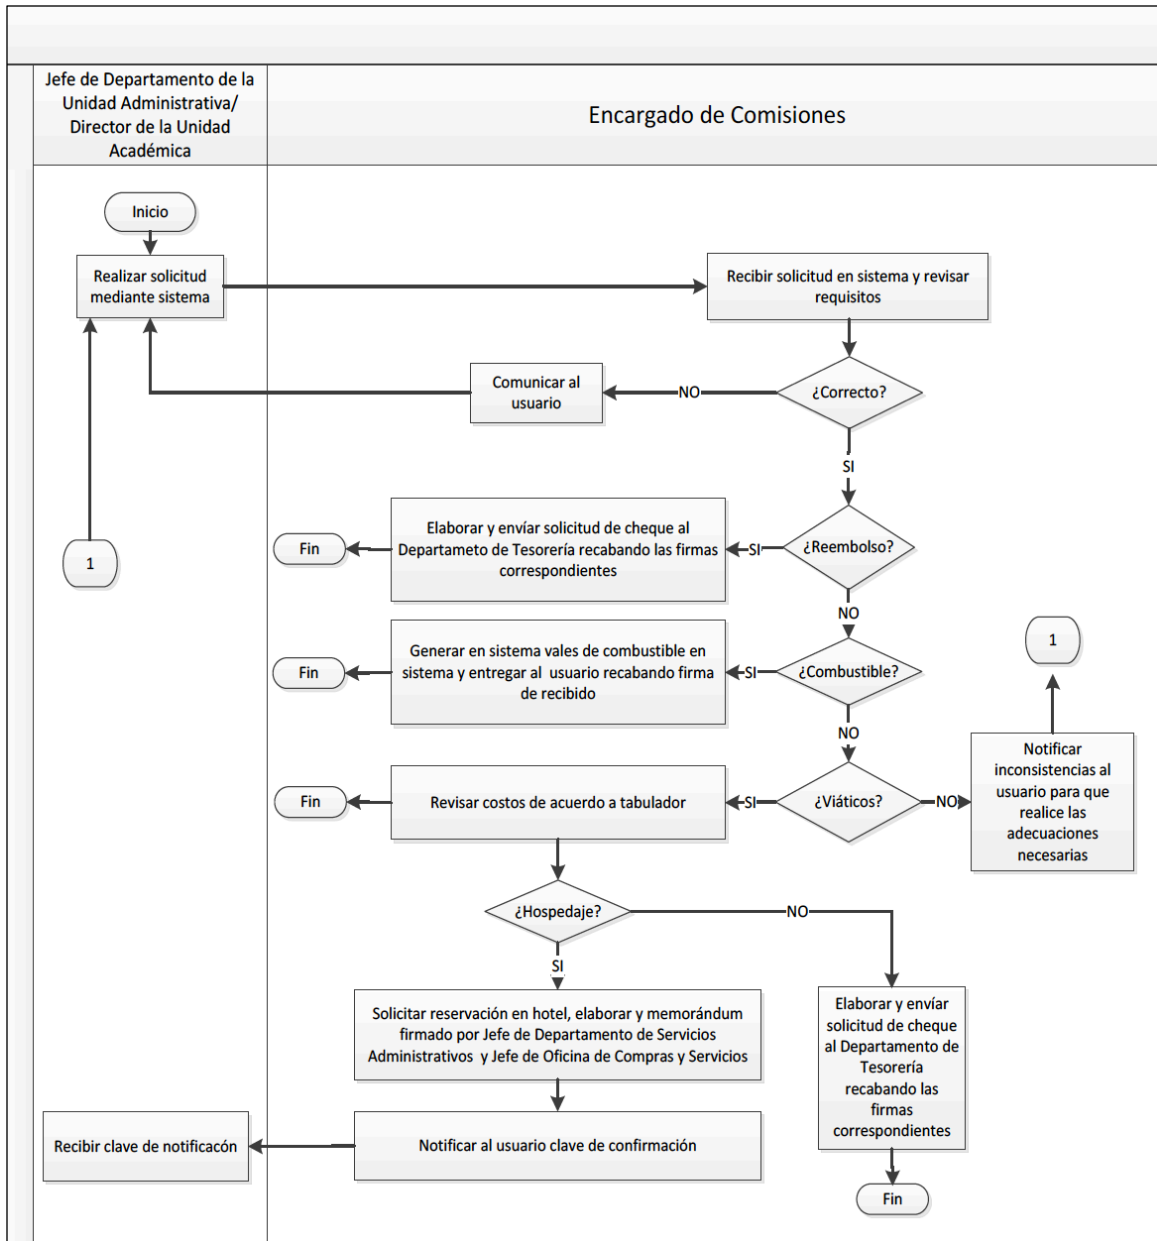 Jefe de Departamento de la
Unidad Administrativa/
Director de la Unidad
Académica
Encargado de Comisiones
Inicio
Realizar solicitud
mediante sistema
Recibir solicitud en sistema y revisar
requisitos
Comunicar al
usuario
NO
¿Correcto?
SI
Elaborar y envíar solicitud de cheque al
Departameto de Tesorería recabando las firmas
correspondientes
Fin
SI
¿Reembolso?
1
NO
Generar en sistema vales de combustible en
sistema y entregar al usuario recabando firma
de recibido
Fin
SI
¿Combustible?
1
NO
Notificar
inconsistencias al
usuario para que
realice las
adecuaciones
necesarias
Fin
Revisar costos de acuerdo a tabulador
SI
¿Viáticos?
NO
¿Hospedaje?
NO
SI
Solicitar reservación en hotel, elaborar y memorándum
firmado por Jefe de Departamento de Servicios
Administrativos y Jefe de Oficina de Compras y Servicios
Elaborar y envíar
solicitud de cheque
al Departamento de
Tesorería
recabando las
firmas
correspondientes
Recibir clave de notificacón
Notificar al usuario clave de confirmación
Fin